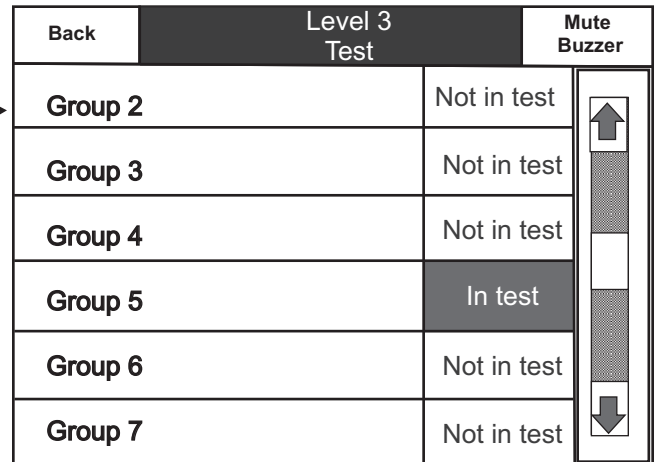 Back
Level 3
Test
Mute
Buzzer
Group 2 Not in test
Group 3 Not in test
Group 4 Not in test
Group 5 In test
Group 6 Not in test
Group 7 Not in test